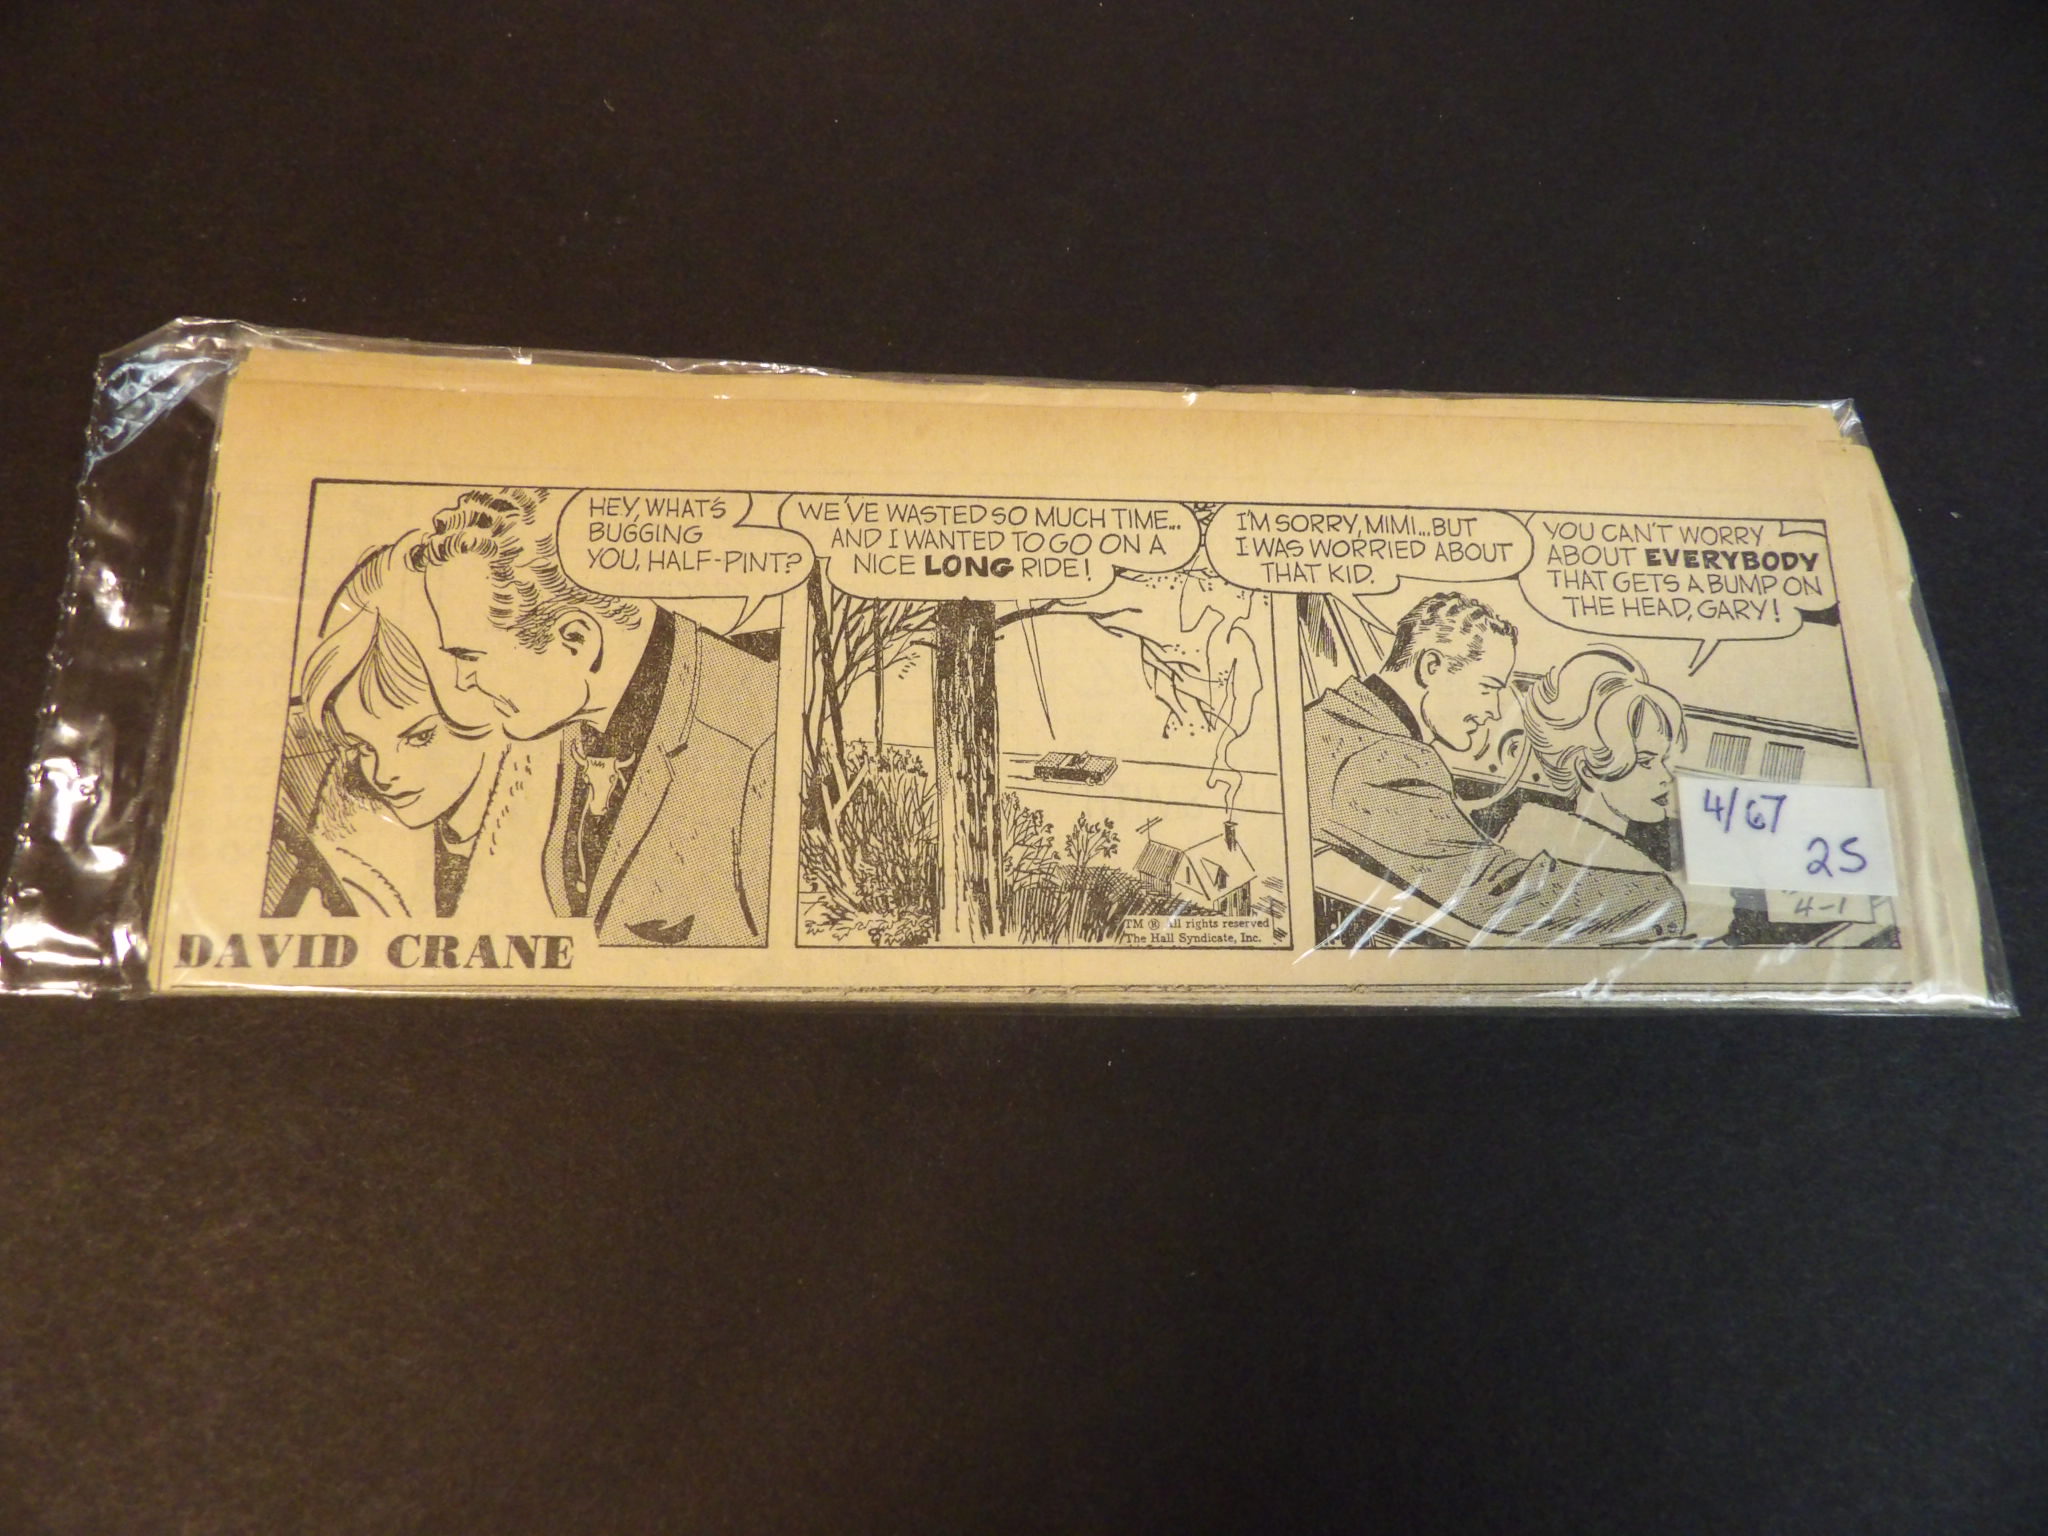 HEY, WHAT'S
BUGGING
YOU, HALF-PINT?
WE'VE WASTED SO MUCH TIME...
AND I WANTED TO GO ON A
NICE LONG RIDE!
I'M SORRY, MIMI...BUT
I WAS WORRIED ABOUT
THAT KID.
YOU CAN'T WORRY
ABOUT EVERYBODY
THAT GETS A BUMP ON
THE HEAD, GARY!
4/67
25
4-1
TM ® All rights reserved
The Hall Syndicate, Inc.
DAVID CRANE